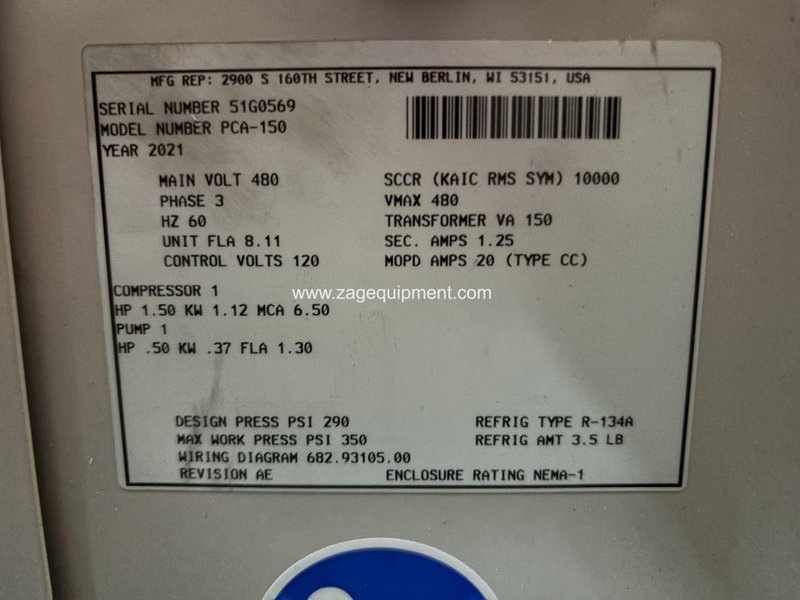 MFG REP: 2900 S 160TH STREET, NEW BERLIN, WI 53151, USA
SERIAL NUMBER 51G0569
MODEL NUMBER PCA-150
YEAR 2021
MAIN VOLT 480
PHASE 3
HZ 60
UNIT FLA 8.11
CONTROL VOLTS 120
SCCR (KAIC RMS SYM) 10000
VMAX 480
TRANSFORMER VA 150
SEC. AMPS 1.25
MOPD AMPS 20 (TYPE CC)
www.zagequipment.com
COMPRESSOR 1
HP 1.50 KW 1.12 MCA 6.50
PUMP 1
HP .50 KW .37 FLA 1.30
DESIGN PRESS PSI 290
MAX WORK PRESS PSI 350
WIRING DIAGRAM 682.93105.00
REVISION AE
REFRIG TYPE R-134A
REFRIG AMT 3.5 LB
ENCLOSURE RATING NEMA-1